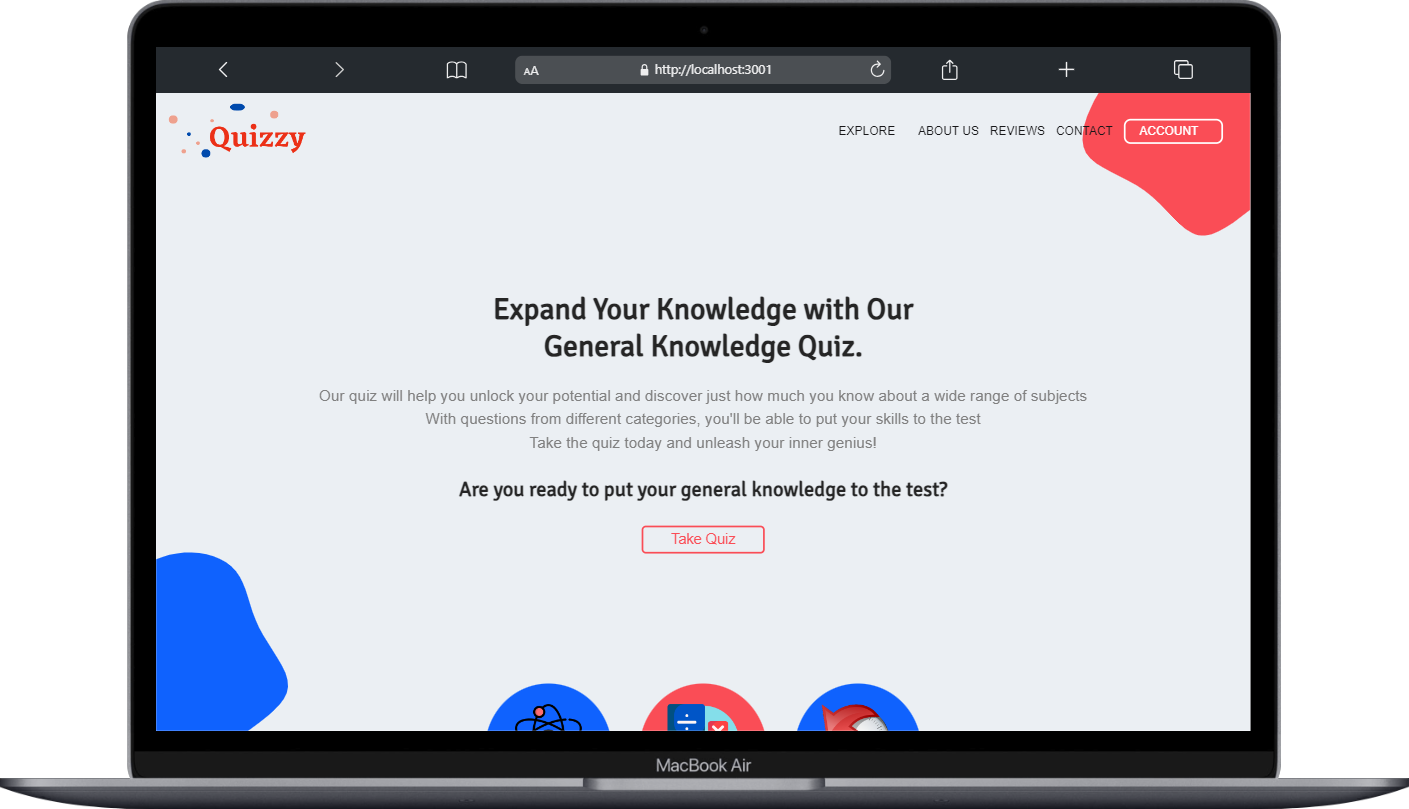 AA
http://localhost:3001
Quizzy
EXPLORE ABOUT US REVIEWS CONTACT ACCOUNT
Expand Your Knowledge with Our
General Knowledge Quiz.
Our quiz will help you unlock your potential and discover just how much you know about a wide range of subjects
With questions from different categories, you'll be able to put your skills to the test
Take the quiz today and unleash your inner genius!
Are you ready to put your general knowledge to the test?
Take Quiz
MacBook Air